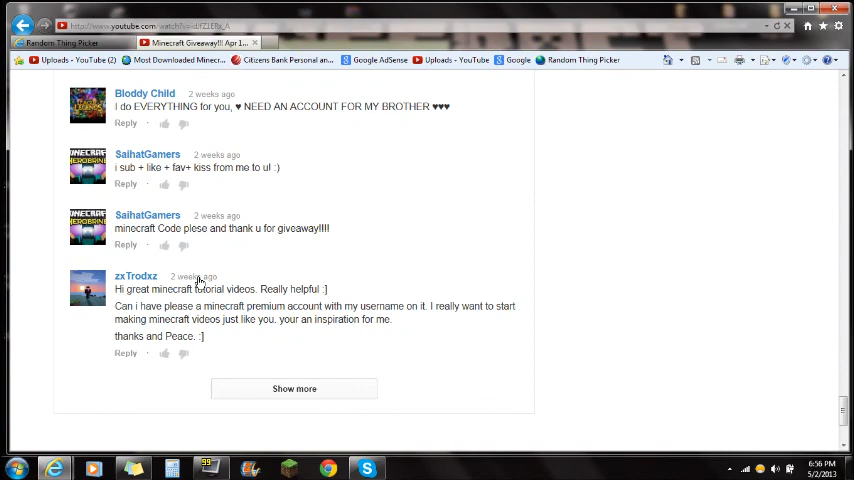 http://www.youtube.com/watch?v=
Random Thing Picker
Minecraft Giveaway!!! Apr 1...
Uploads - YouTube (2)
Most Downloaded Minecr...
Citizens Bank Personal an...
Google AdSense
Uploads - YouTube
Google
Random Thing Picker
Bloddy Child 2 weeks ago
I do EVERYTHING for you, ♥ NEED AN ACCOUNT FOR MY BROTHER ♥♥♥
Reply ·
SaihatGamers 2 weeks ago
i sub + like + fav+ kiss from me to u! :)
Reply ·
SaihatGamers 2 weeks ago
minecraft Code plese and thank u for giveaway!!!!
Reply ·
zxTrodxz 2 weeks ago
Hi great minecraft tutorial videos. Really helpful :]
Can i have please a minecraft premium account with my username on it. I really want to start
making minecraft videos just like you. your an inspiration for me.
thanks and Peace. :]
Reply ·
Show more
99
6:56 PM
5/2/2013